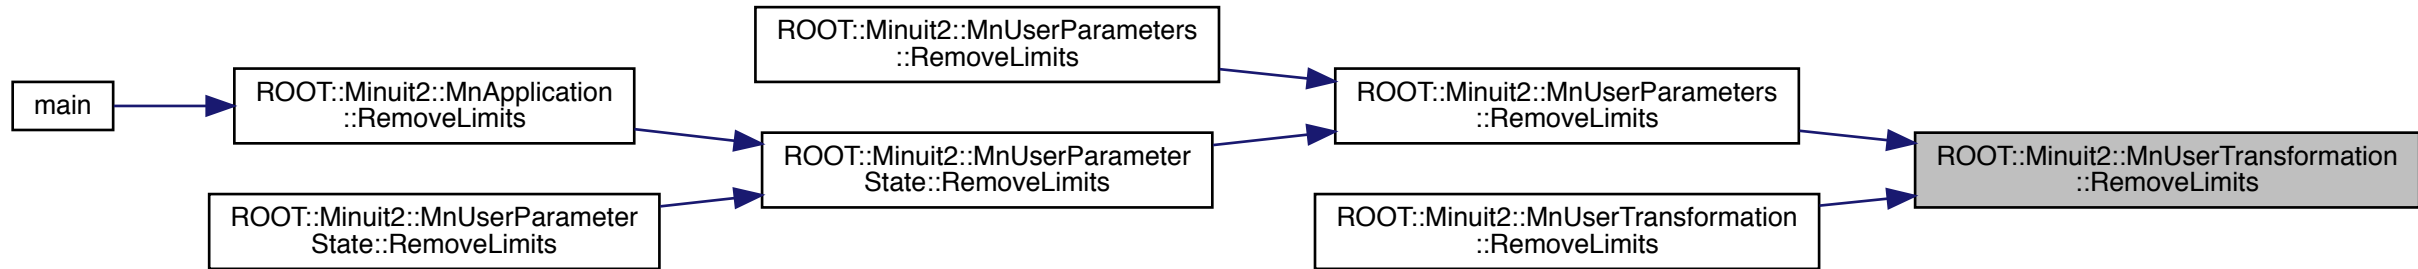 main
ROOT::Minuit2::MnApplication
::RemoveLimits
ROOT::Minuit2::MnUserParameter
State::RemoveLimits
ROOT::Minuit2::MnUserParameters
::RemoveLimits
ROOT::Minuit2::MnUserParameter
State::RemoveLimits
ROOT::Minuit2::MnUserParameters
::RemoveLimits
ROOT::Minuit2::MnUserTransformation
::RemoveLimits
ROOT::Minuit2::MnUserTransformation
::RemoveLimits